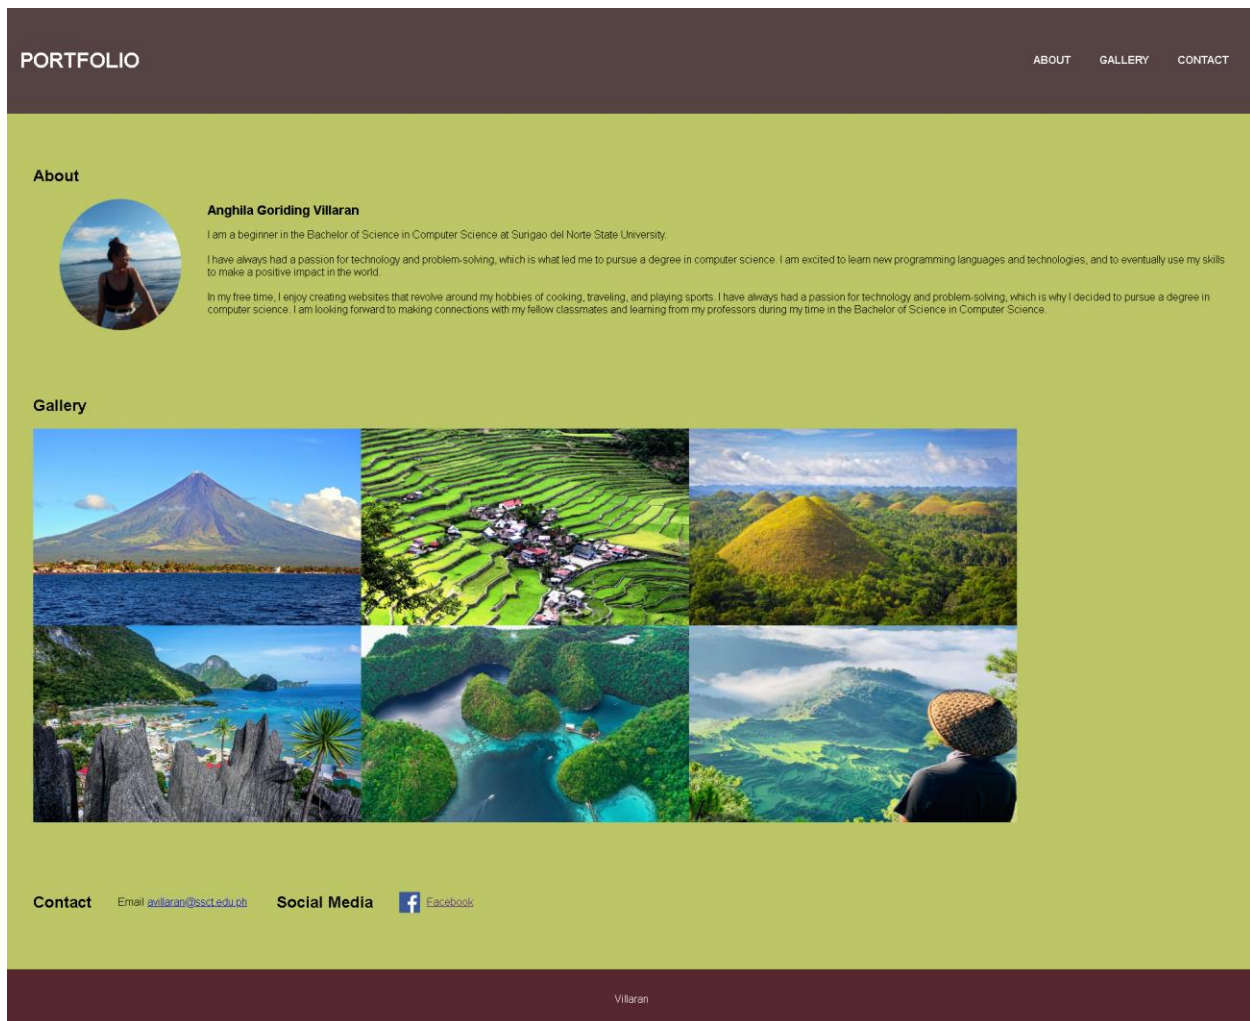 PORTFOLIO
ABOUT GALLERY CONTACT
About
Anghila Goriding Villaran
I am a beginner in the Bachelor of Science in Computer Science at Surigao del Norte State University.
I have always had a passion for technology and problem-solving, which is what led me to pursue a degree in computer science. I am excited to learn new programming languages and technologies, and to eventually use my skills
to make a positive impact in the world.
In my free time, I enjoy creating websites that revolve around my hobbies of cooking, traveling, and playing sports. I have always had a passion for technology and problem-solving, which is why I decided to pursue a degree in
computer science. I am looking forward to making connections with my fellow classmates and learning from my professors during my time in the Bachelor of Science in Computer Science.
Gallery
Contact Email avillaran@ssct.edu.ph Social Media f Facebook
Villaran